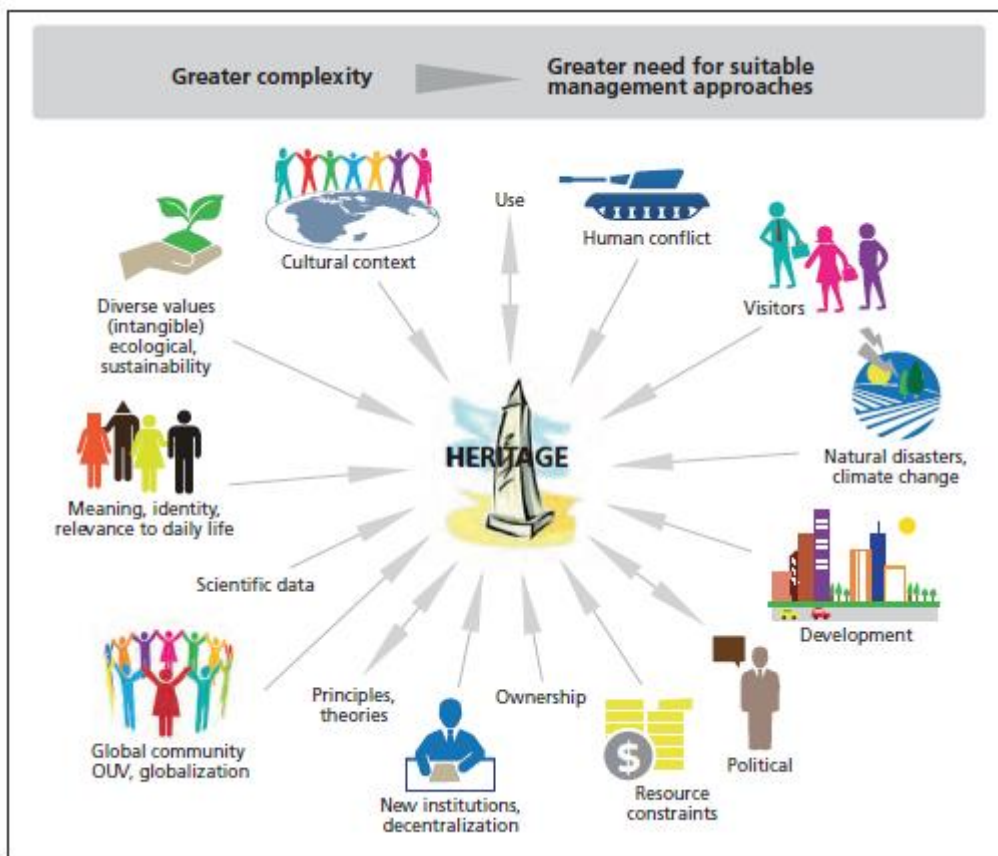 Greater complexity
Greater need for suitable
management approaches
Use
Human conflict
Cultural context
Visitors
Diverse values
(intangible)
ecological,
sustainability
HERITAGE
Natural disasters,
climate change
Meaning, identity,
relevance to daily life
Scientific data
Development
Principles,
theories
Ownership
$
Global community
OUV, globalization
Political
New institutions,
decentralization
Resource
constraints